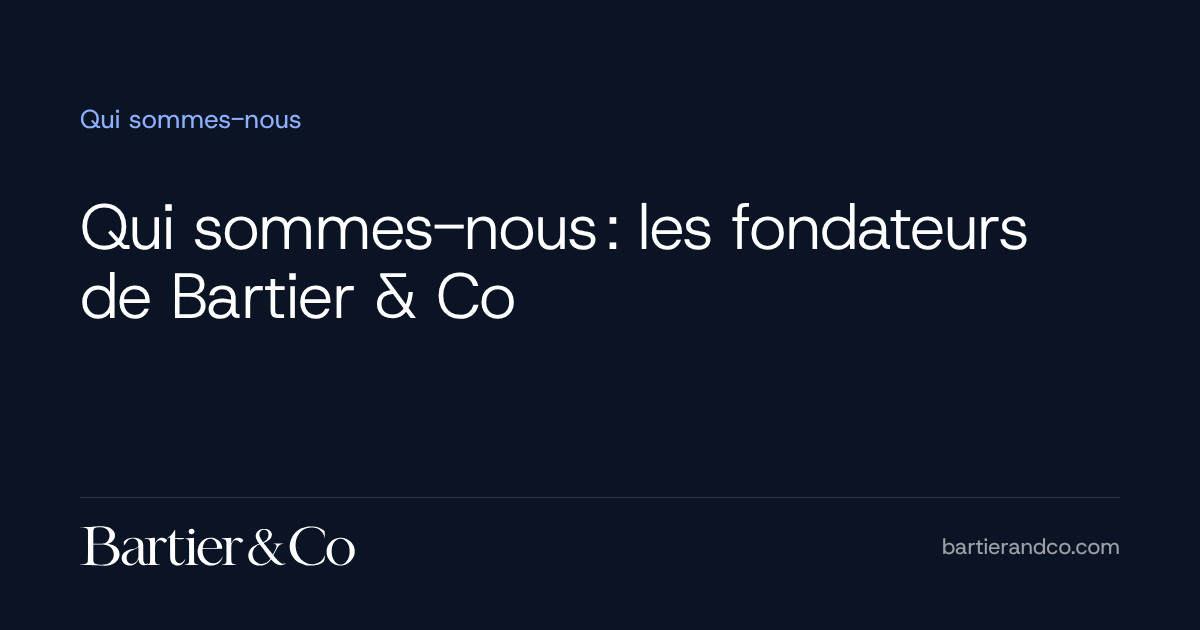 Qui sommes-nous
Qui sommes-nous : les fondateurs
de Bartier & Co
Bartier & Co
bartierandco.com